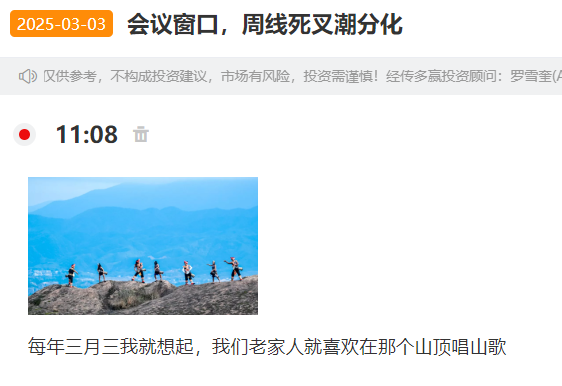 2025-03-03 会议窗口，周线死叉潮分化
仅供参考，不构成投资建议，市场有风险，投资需谨慎！经传多赢投资顾问：罗雪奎(A
11:08
每年三月三我就想起，我们老家人就喜欢在那个山顶唱山歌